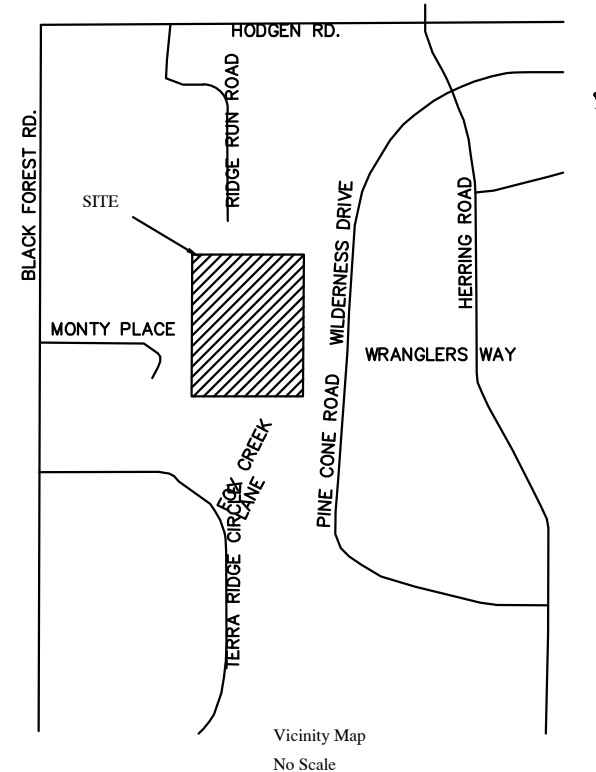 HODGEN RD.
RIDGE RUN ROAD
BLACK FOREST RD.
SITE
WILDERNESS DRIVE
HERRING ROAD
MONTY PLACE
WRANGLERS WAY
PINE CONE ROAD
FOX CREEK
LANE
TERRA RIDGE CIRCLE
Vicinity Map
No Scale